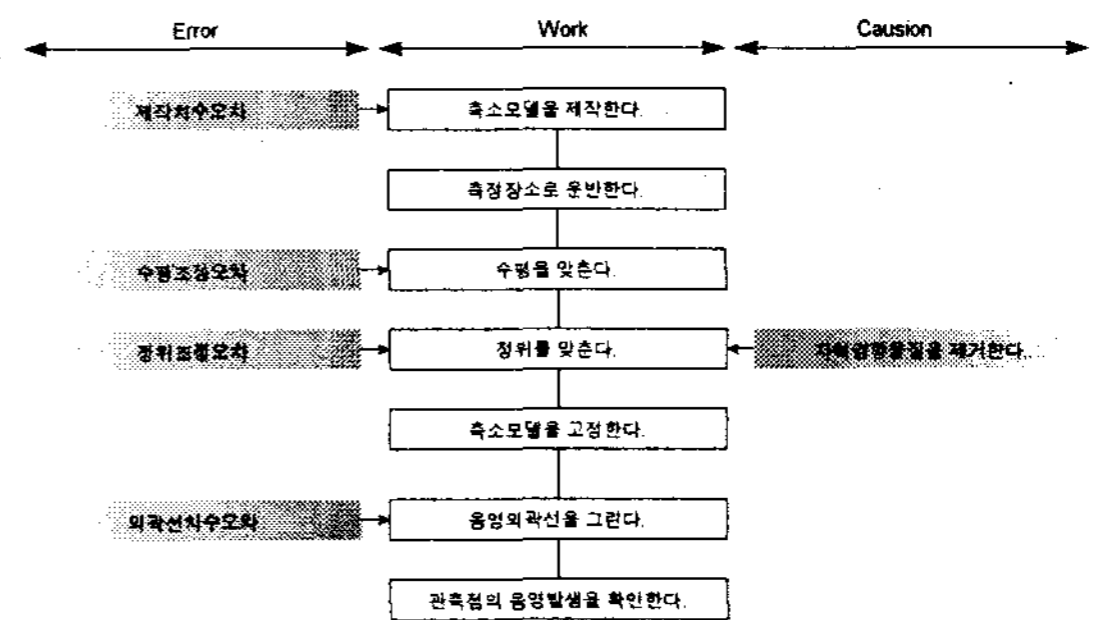 Error Work Causion
제작치수오차 축소모델을 제작한다.
측정장소로 운반한다.
수평조정오차 수평을 맞춘다.
정위조정오차 정위를 맞춘다. 자력영향물질을 제거한다.
축소모델을 고정한다.
외곽선치수오차 음영외곽선을 그린다.
관측점의 음영발생을 확인한다.